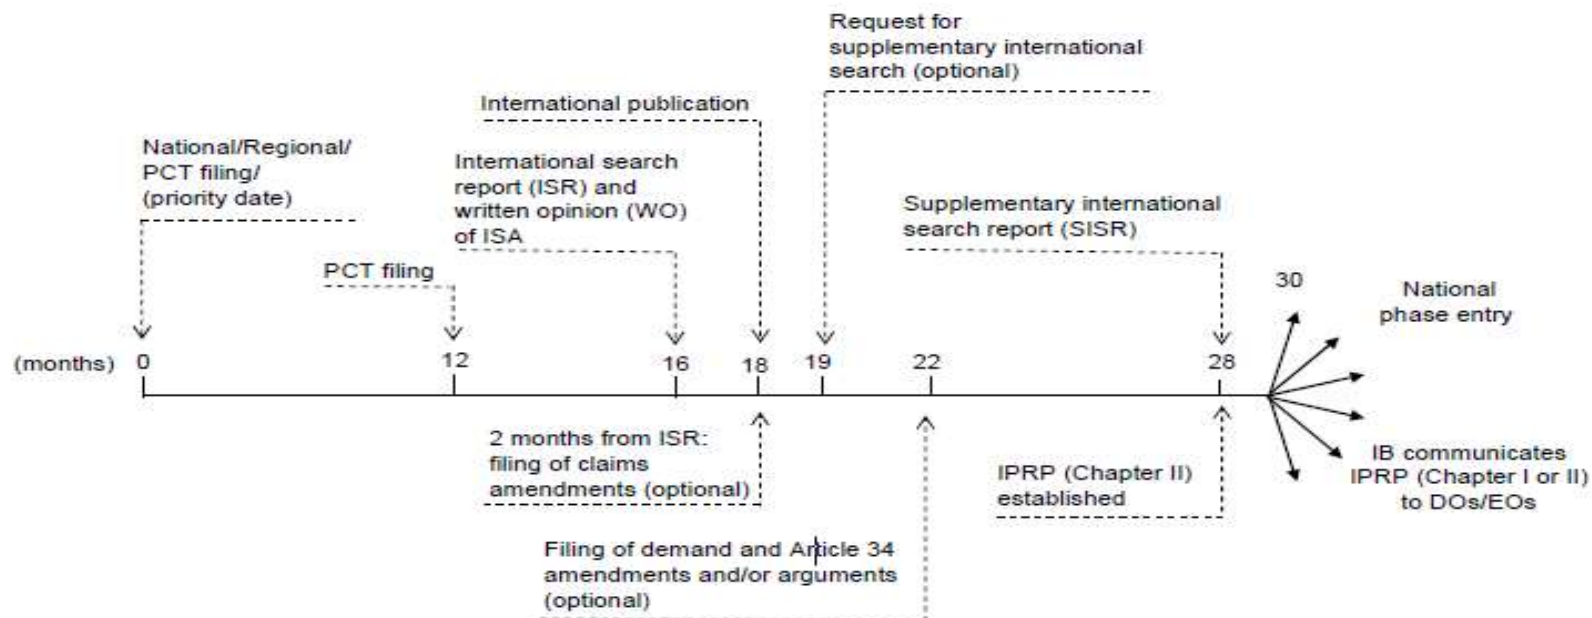 Request for
supplementary international
search (optional)
International publication
National/Regional/
PCT filing/
(priority date)
International search
report (ISR) and
written opinion (WO)
of ISA
Supplementary international
search report (SISR)
PCT filing
30
National
phase entry
(months) 0 12 16 18 19 22 28
2 months from ISR:
filing of claims
amendments (optional)
IPRP (Chapter II)
established
IB communicates
IPRP (Chapter I or II)
to DOs/EOs
Filing of demand and Article 34
amendments and/or arguments
(optional)